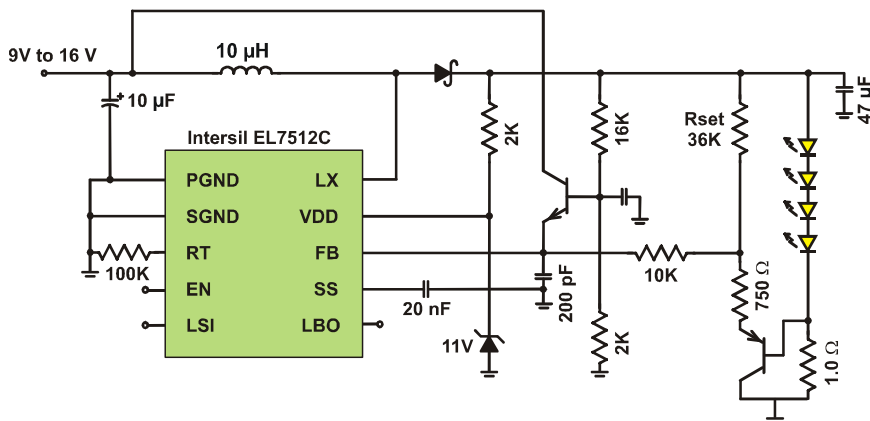 9V to 16 V
10 µH
+
10 µF
47 µF
Intersil EL7512C
2K
16K
Rset
36K
PGND
LX
SGND
VDD
RT
FB
100K
10K
EN
SS
20 nF
200 pF
750 Ω
LSI
LBO
11V
2K
1.0 Ω